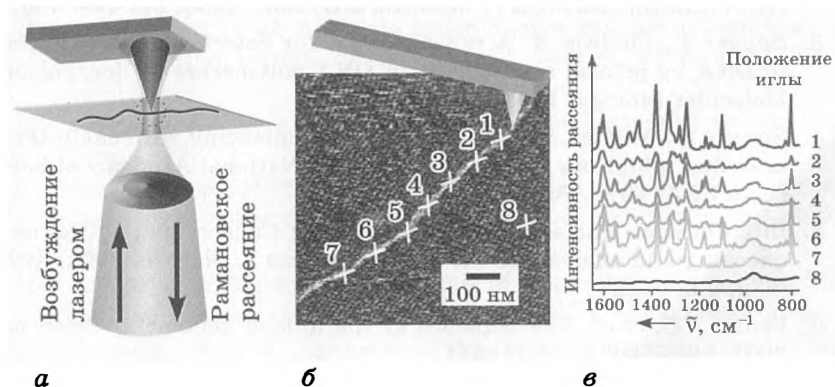 Возбуждение
лазером
Рамановское
рассеяние
а
1
2
3
4
5
6
7
8
100 нм
б
Интенсивность рассеяния
Положение
иглы
1
2
3
4
5
6
7
8
1600 1400 1200 1000 800
ν̃, см⁻¹
в